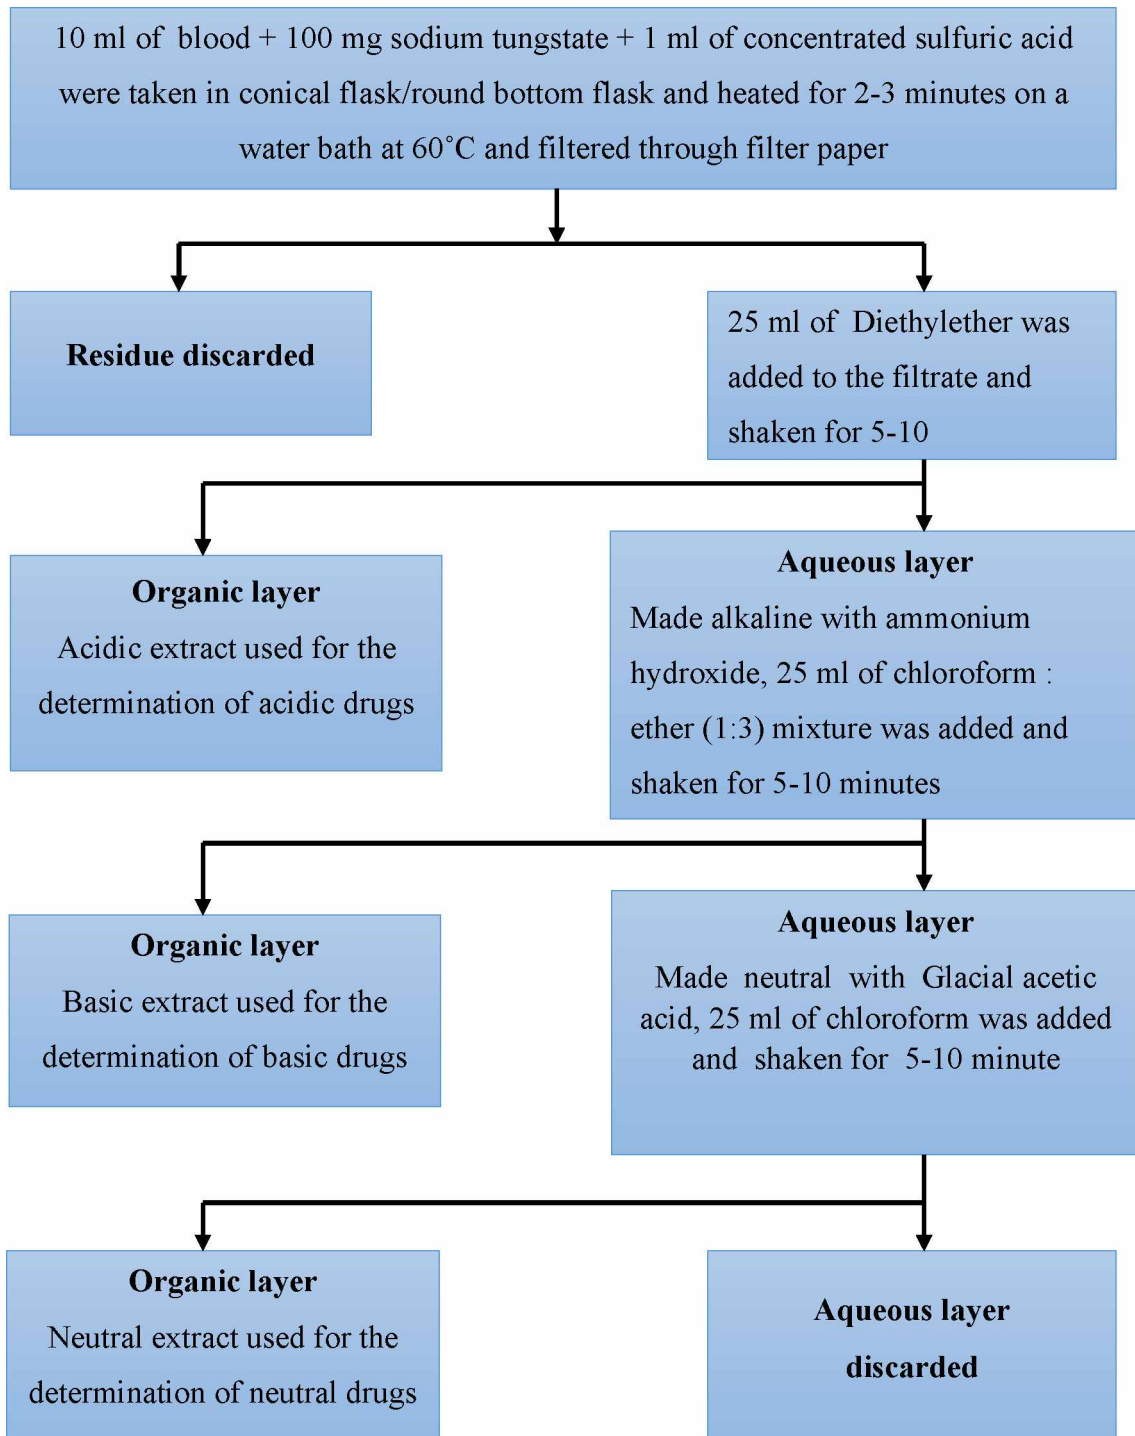 10 ml of blood + 100 mg sodium tungstate + 1 ml of concentrated sulfuric acid
were taken in conical flask/round bottom flask and heated for 2-3 minutes on a
water bath at 60˚C and filtered through filter paper
Residue discarded
25 ml of Diethylether was
added to the filtrate and
shaken for 5-10
Organic layer
Acidic extract used for the
determination of acidic drugs
Aqueous layer
Made alkaline with ammonium
hydroxide, 25 ml of chloroform :
ether (1:3) mixture was added and
shaken for 5-10 minutes
Organic layer
Basic extract used for the
determination of basic drugs
Aqueous layer
Made neutral with Glacial acetic
acid, 25 ml of chloroform was added
and shaken for 5-10 minute
Organic layer
Neutral extract used for the
determination of neutral drugs
Aqueous layer
discarded